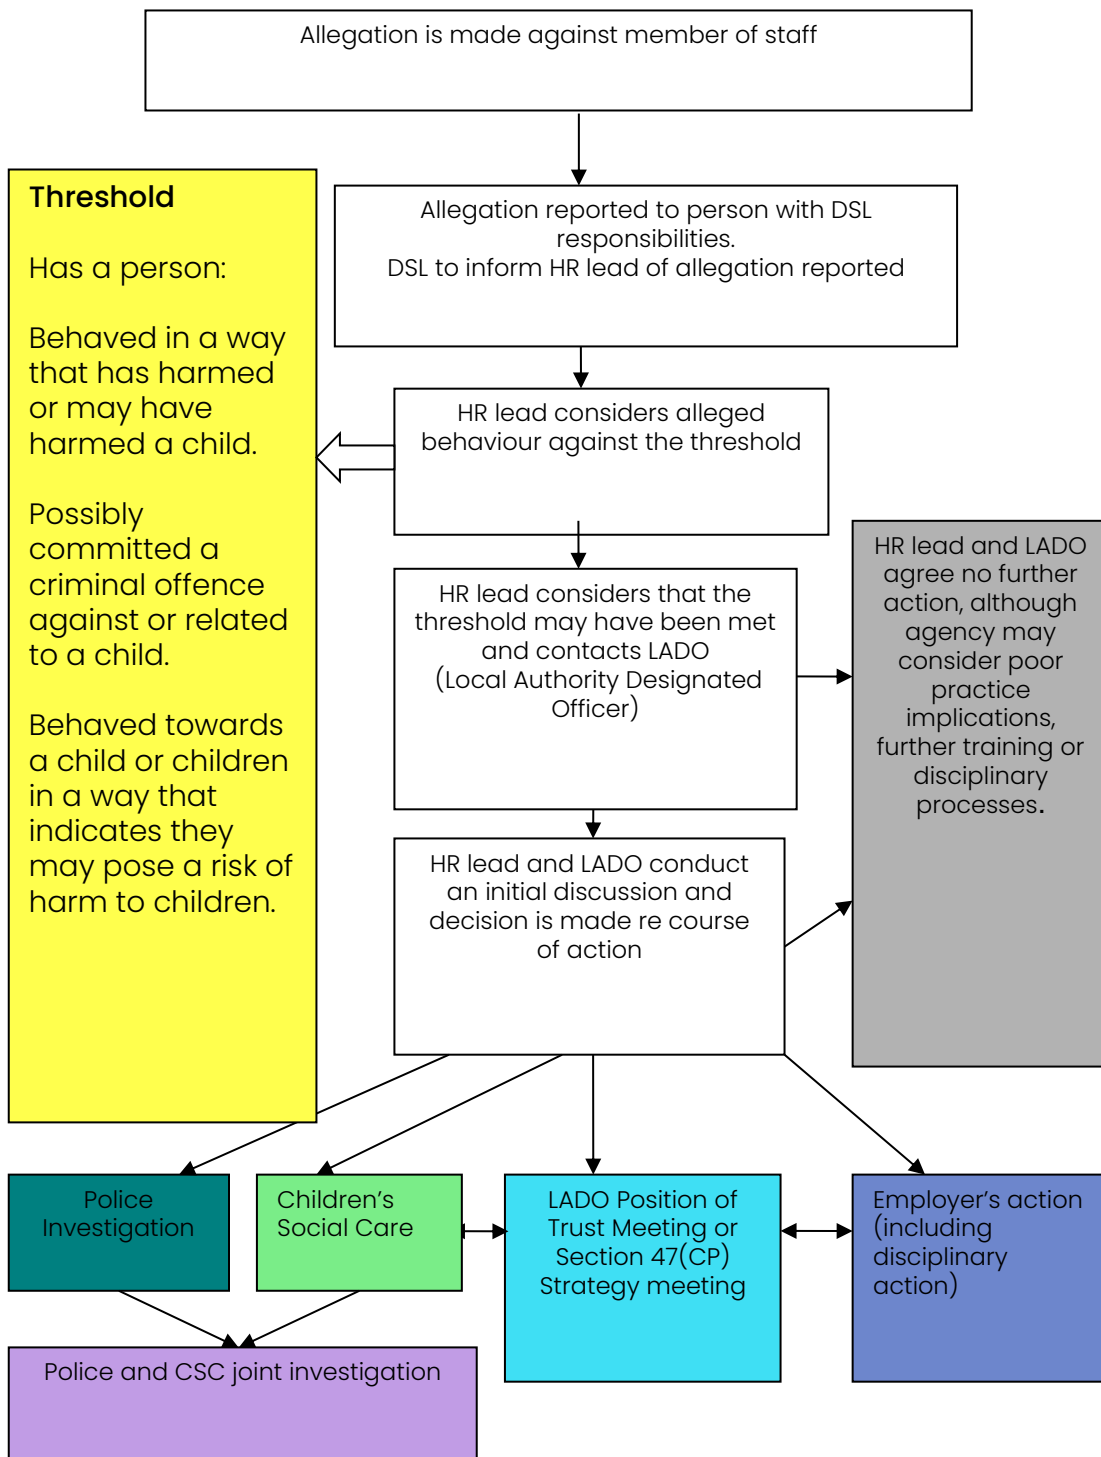 Allegation is made against member of staff
Threshold
Has a person:
Behaved in a way
that has harmed
or may have
harmed a child.
Possibly
committed a
criminal offence
against or related
to a child.
Behaved towards
a child or children
in a way that
indicates they
may pose a risk of
harm to children.
Allegation reported to person with DSL
responsibilities.
DSL to inform HR lead of allegation reported
HR lead considers alleged
behaviour against the threshold
HR lead considers that the
threshold may have been met
and contacts LADO
(Local Authority Designated
Officer)
HR lead and LADO
agree no further
action, although
agency may
consider poor
practice
implications,
further training or
disciplinary
processes.
HR lead and LADO conduct
an initial discussion and
decision is made re course
of action
Police
Investigation
Children's
Social Care
LADO Position of
Trust Meeting or
Section 47(CP)
Strategy meeting
Employer's action
(including
disciplinary
action)
Police and CSC joint investigation